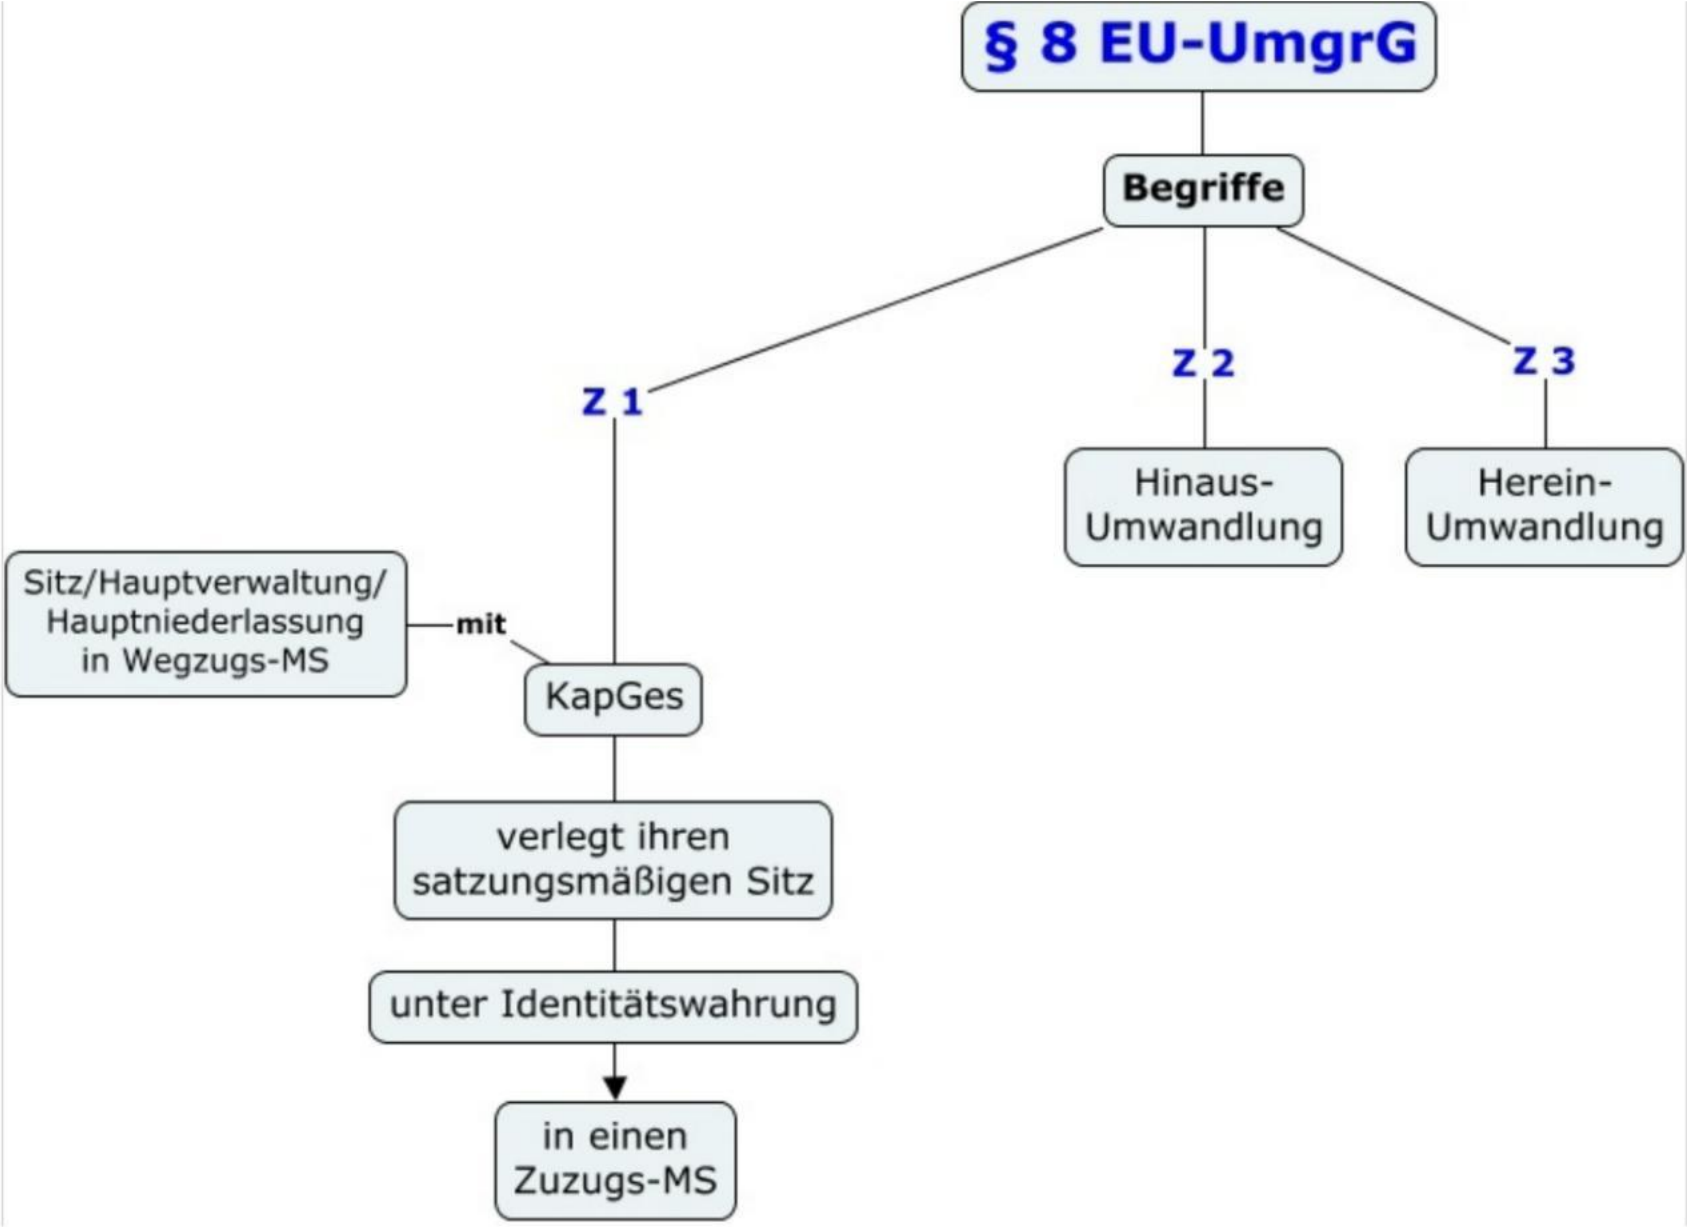 § 8 EU-UmgrG
Begriffe
Z 1
Z 2
Z 3
Hinaus-
Umwandlung
Herein-
Umwandlung
Sitz/Hauptverwaltung/
Hauptniederlassung
in Wegzugs-MS
mit
KapGes
verlegt ihren
satzungsmäßigen Sitz
unter Identitätswahrung
in einen
Zuzugs-MS